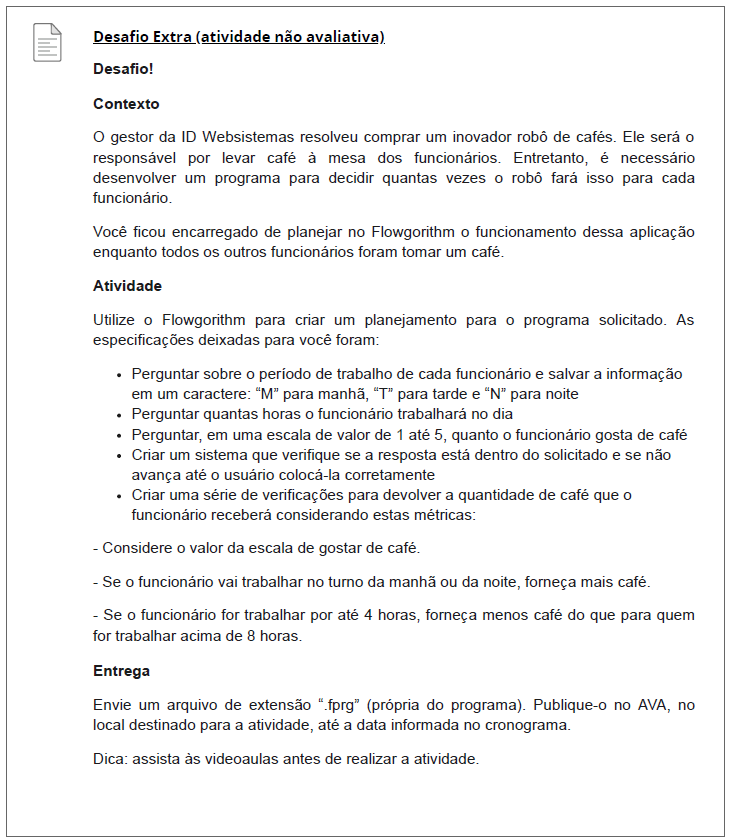 Desafio Extra (atividade não avaliativa)
Desafio!
Contexto
O gestor da ID Websistemas resolveu comprar um inovador robô de cafés. Ele será o
responsável por levar café à mesa dos funcionários. Entretanto, é necessário
desenvolver um programa para decidir quantas vezes o robô fará isso para cada
funcionário.
Você ficou encarregado de planejar no Flowgorithm o funcionamento dessa aplicação
enquanto todos os outros funcionários foram tomar um café.
Atividade
Utilize o Flowgorithm para criar um planejamento para o programa solicitado. As
especificações deixadas para você foram:
• Perguntar sobre o período de trabalho de cada funcionário e salvar a informação
em um caractere: “M” para manhã, “T” para tarde e “N” para noite
• Perguntar quantas horas o funcionário trabalhará no dia
• Perguntar, em uma escala de valor de 1 até 5, quanto o funcionário gosta de café
• Criar um sistema que verifique se a resposta está dentro do solicitado e se não
avança até o usuário colocá-la corretamente
• Criar uma série de verificações para devolver a quantidade de café que o
funcionário receberá considerando estas métricas:
- Considere o valor da escala de gostar de café.
- Se o funcionário vai trabalhar no turno da manhã ou da noite, forneça mais café.
- Se o funcionário for trabalhar por até 4 horas, forneça menos café do que para quem
for trabalhar acima de 8 horas.
Entrega
Envie um arquivo de extensão “.fprg” (própria do programa). Publique-o no AVA, no
local destinado para a atividade, até a data informada no cronograma.
Dica: assista às videoaulas antes de realizar a atividade.